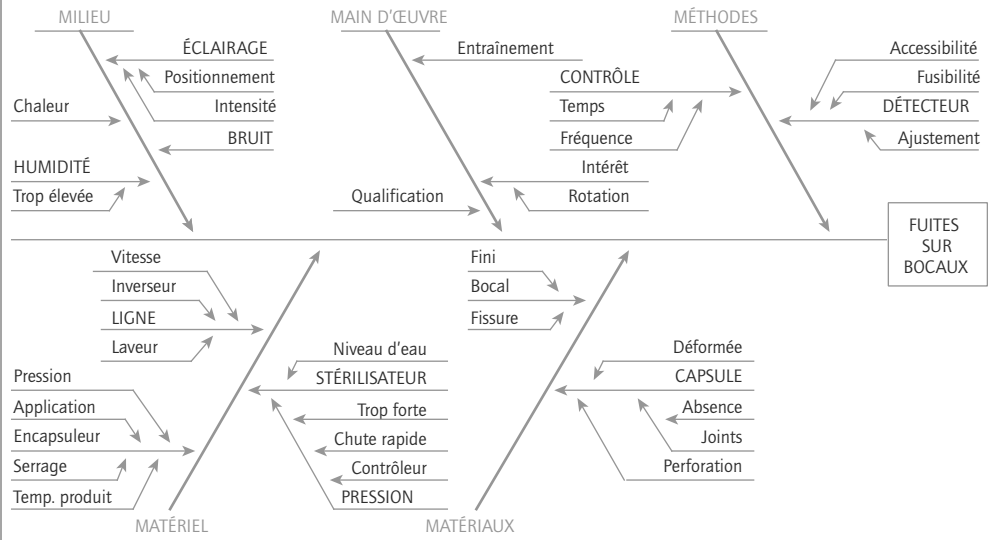 MILIEU
MAIN D'ŒUVRE
MÉTHODES
ÉCLAIRAGE
Positionnement
Intensité
BRUIT
Chaleur
HUMIDITÉ
Trop élevée
Entraînement
Intérêt
Rotation
Qualification
CONTRÔLE
Temps
Fréquence
Accessibilité
Fusibilité
DÉTECTEUR
Ajustement
FUITES
SUR
BOCAUX
Vitesse
Inverseur
LIGNE
Laveur
Pression
Application
Encapsuleur
Serrage
Temp. produit
Niveau d'eau
STÉRILISATEUR
Trop forte
Chute rapide
Contrôleur
PRESSION
Fini
Bocal
Fissure
Déformée
CAPSULE
Absence
Joints
Perforation
MATÉRIEL
MATÉRIAUX